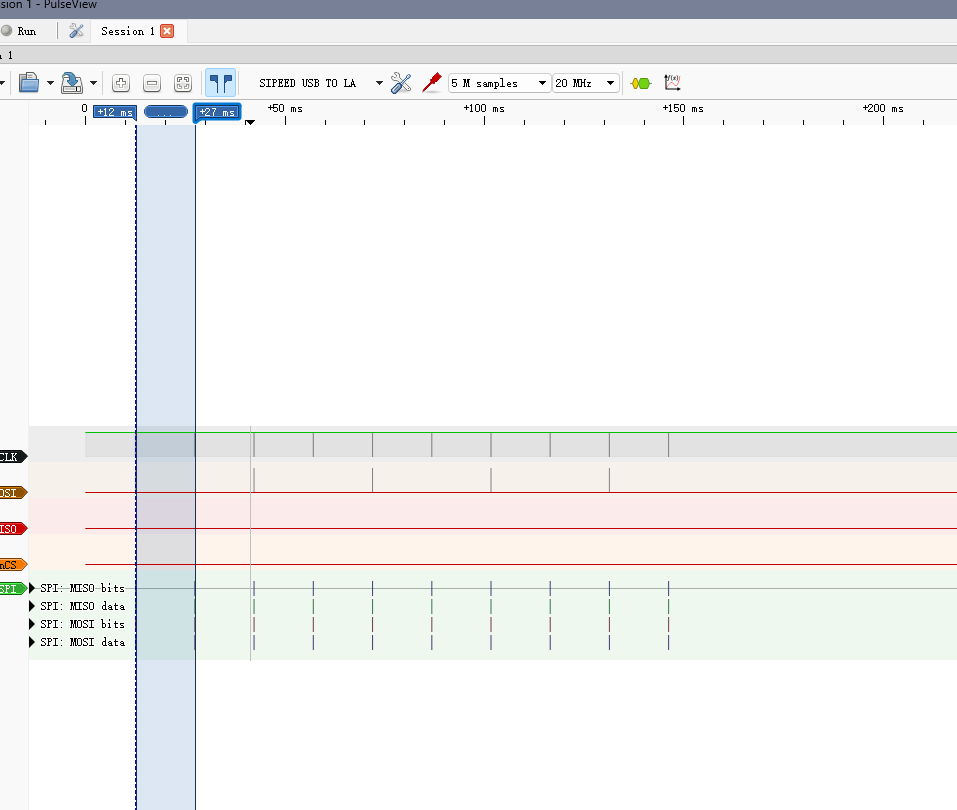 sion 1 - PulseView
Run
Session 1
1
SIPEED USB TO LA
5 M samples
20 MHz
0
+12 ms
...
+27 ms
+50 ms
+100 ms
+150 ms
+200 ms
CLK
OSI
ISO
nCS
SPI
SPI: MISO bits
SPI: MISO data
SPI: MOSI bits
SPI: MOSI data